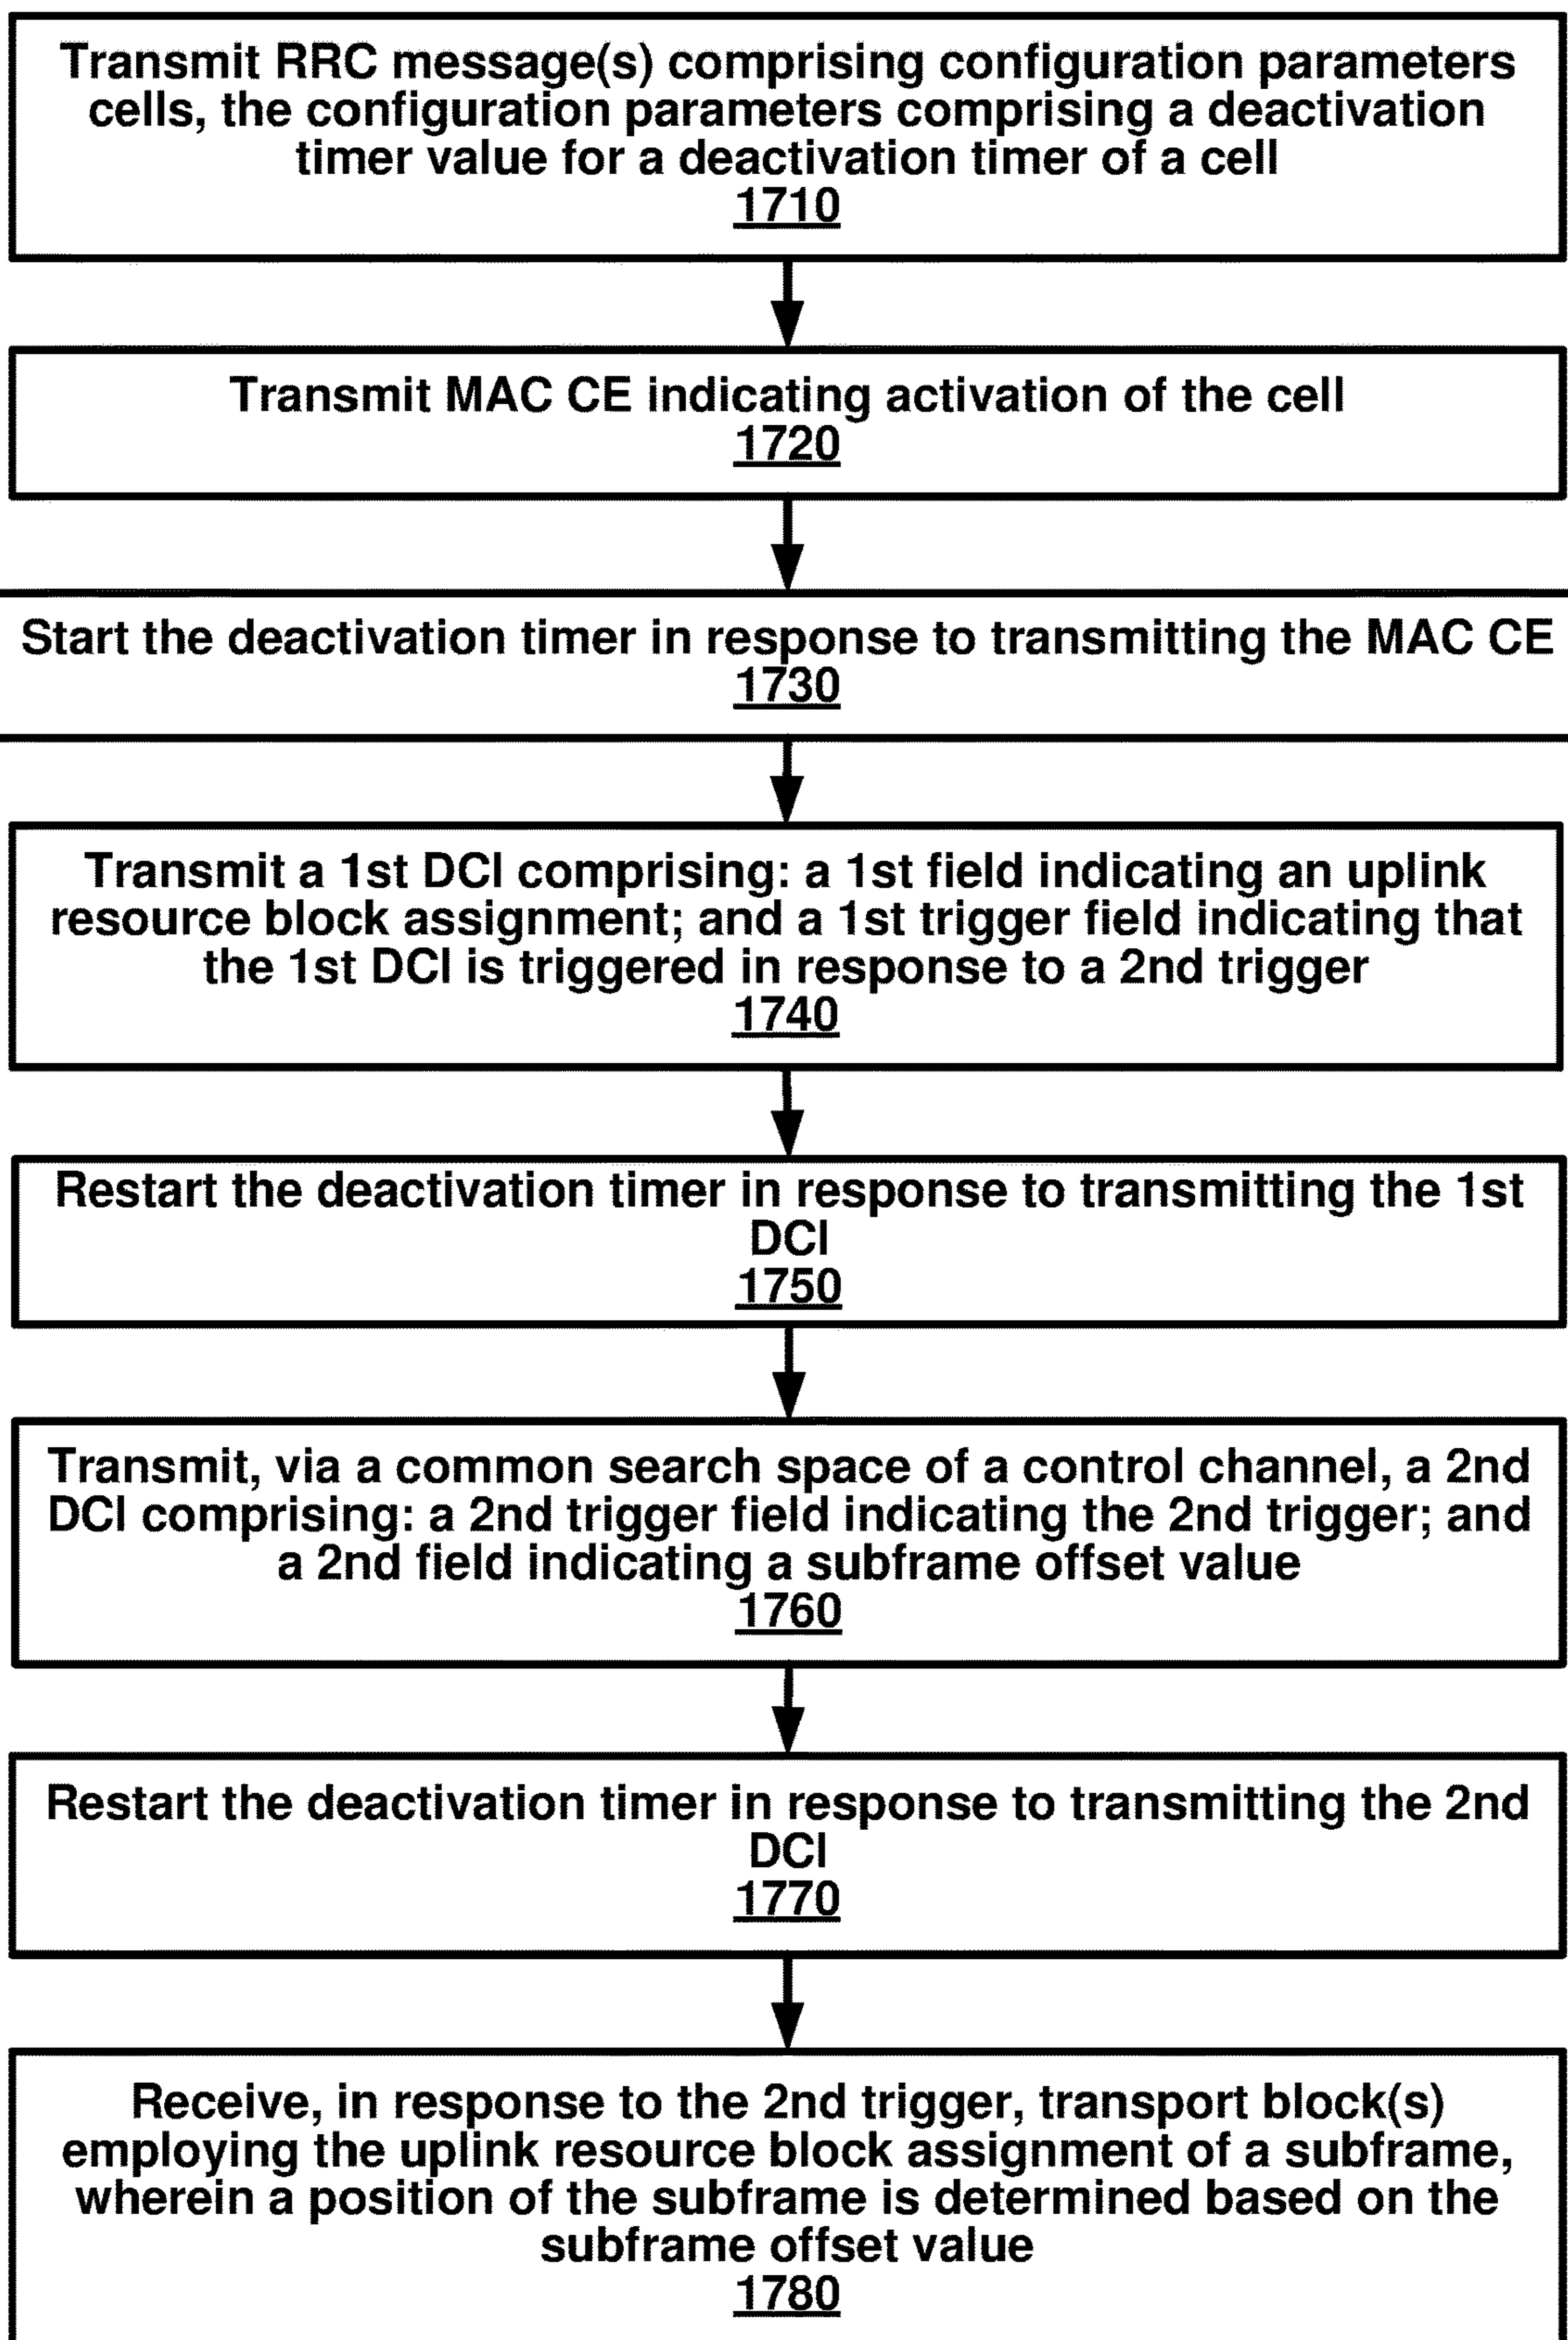 Transmit RRC message(s) comprising configuration parameters
cells, the configuration parameters comprising a deactivation
timer value for a deactivation timer of a cell
1710
Transmit MAC CE indicating activation of the cell
1720
Start the deactivation timer in response to transmitting the MAC CE
1730
Transmit a 1st DCI comprising: a 1st field indicating an uplink
resource block assignment; and a 1st trigger field indicating that
the 1st DCI is triggered in response to a 2nd trigger
1740
Restart the deactivation timer in response to transmitting the 1st
DCI
1750
Transmit, via a common search space of a control channel, a 2nd
DCI comprising: a 2nd trigger field indicating the 2nd trigger; and
a 2nd field indicating a subframe offset value
1760
Restart the deactivation timer in response to transmitting the 2nd
DCI
1770
Receive, in response to the 2nd trigger, transport block(s)
employing the uplink resource block assignment of a subframe,
wherein a position of the subframe is determined based on the
subframe offset value
1780